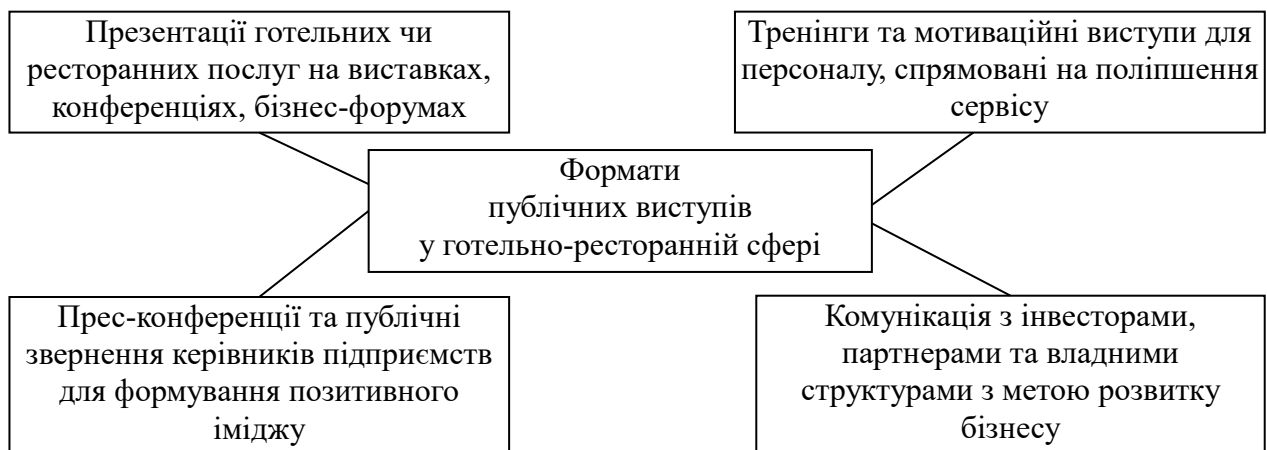 Презентації готельних чи
ресторанних послуг на виставках,
конференціях, бізнес-форумах
Тренінги та мотиваційні виступи для
персоналу, спрямовані на поліпшення
сервісу
Формати
публічних виступів
у готельно-ресторанній сфері
Прес-конференції та публічні
звернення керівників підприємств
для формування позитивного
іміджу
Комунікація з інвесторами,
партнерами та владними
структурами з метою розвитку
бізнесу